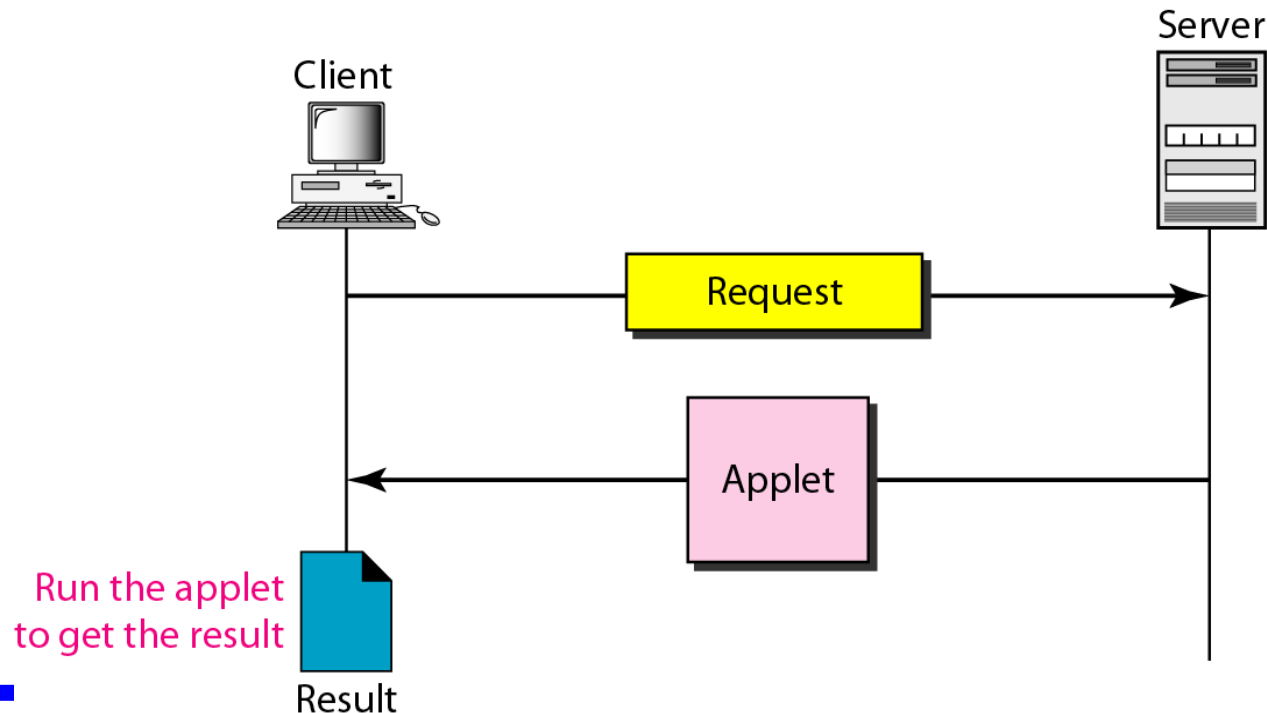 Server
Client
Request
Applet
Run the applet
to get the result
Result